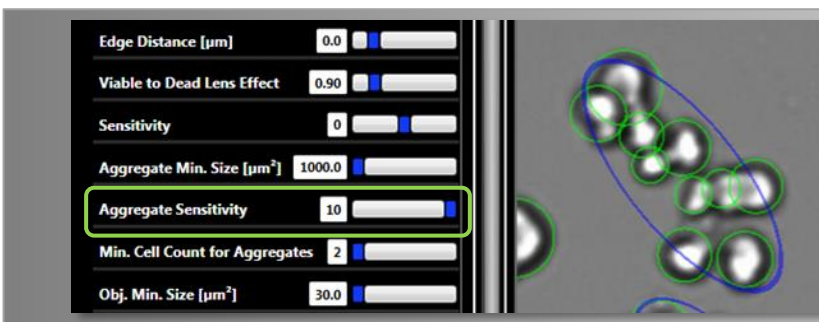 Edge Distance [µm] 0.0
Viable to Dead Lens Effect 0.90
Sensitivity 0
Aggregate Min. Size [µm²] 1000.0
Aggregate Sensitivity 10
Min. Cell Count for Aggregates 2
Obj. Min. Size [µm²] 30.0